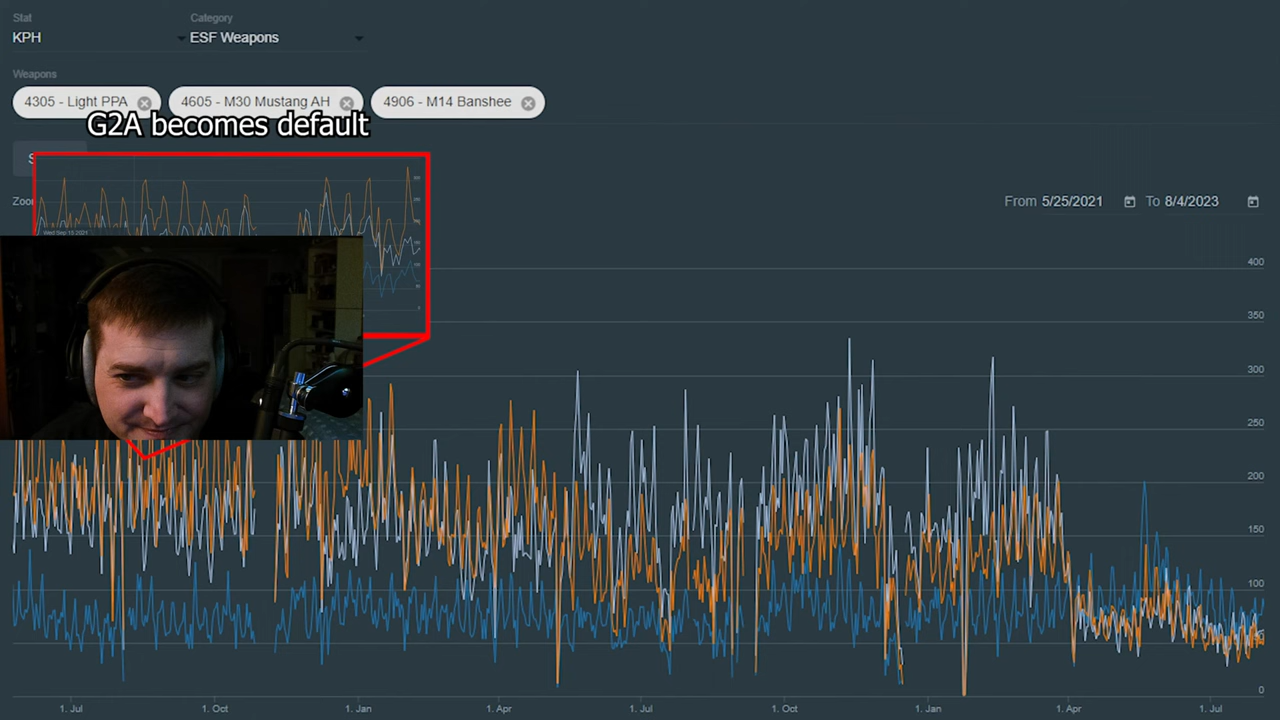 Stat
Category
KPH
ESF Weapons
Weapons
4305 - Light PPA
4605 - M30 Mustang AH
4906 - M14 Banshee
G2A becomes default
From 5/25/2021
To 8/4/2023
400
350
300
250
200
150
100
50
0
1. Jul
1. Oct
1. Jan
1. Apr
1. Jul
1. Oct
1. Jan
1. Apr
1. Jul